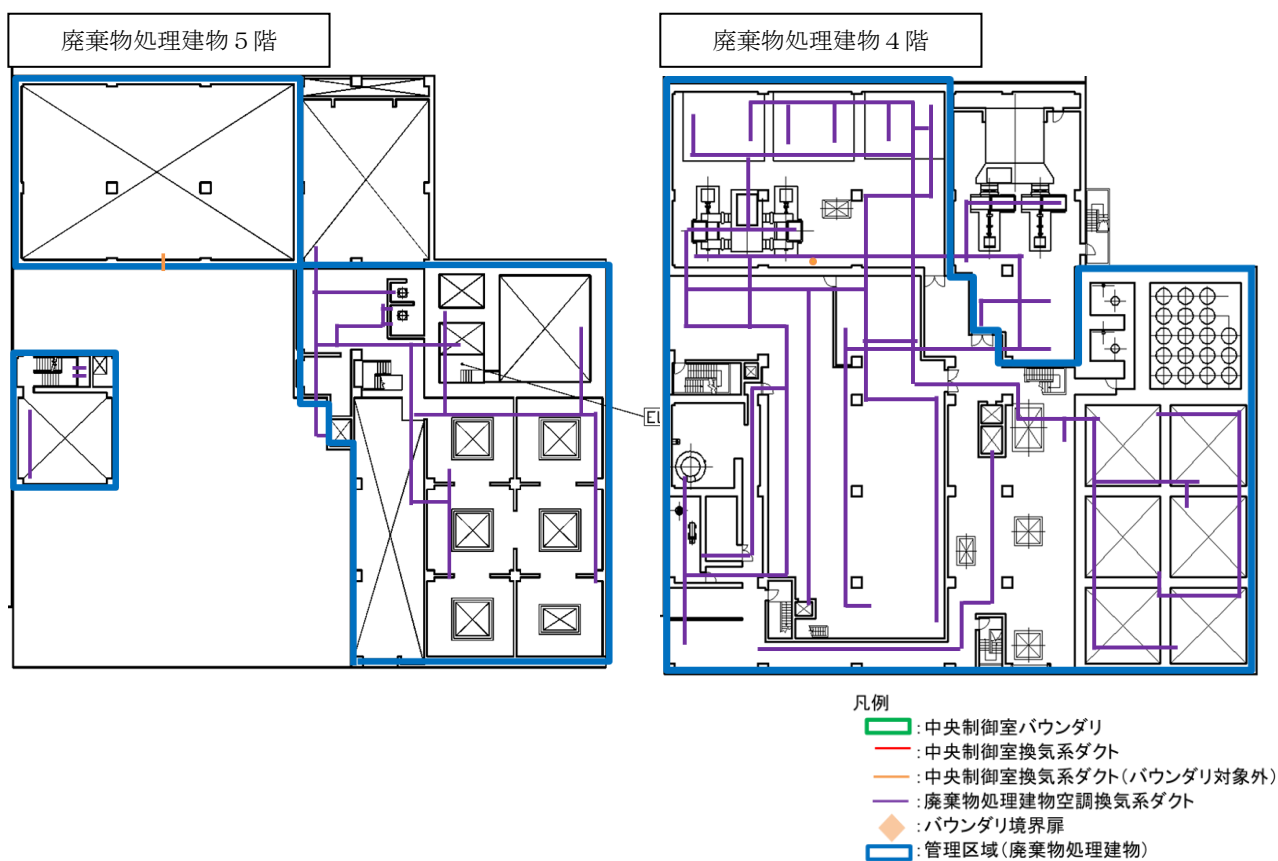 廃棄物処理建物５階
廃棄物処理建物４階
凡例
:中央制御室バウンダリ
:中央制御室換気系ダクト
:中央制御室換気系ダクト(バウンダリ対象外)
:廃棄物処理建物空調換気系ダクト
:バウンダリ境界扉
:管理区域(廃棄物処理建物)